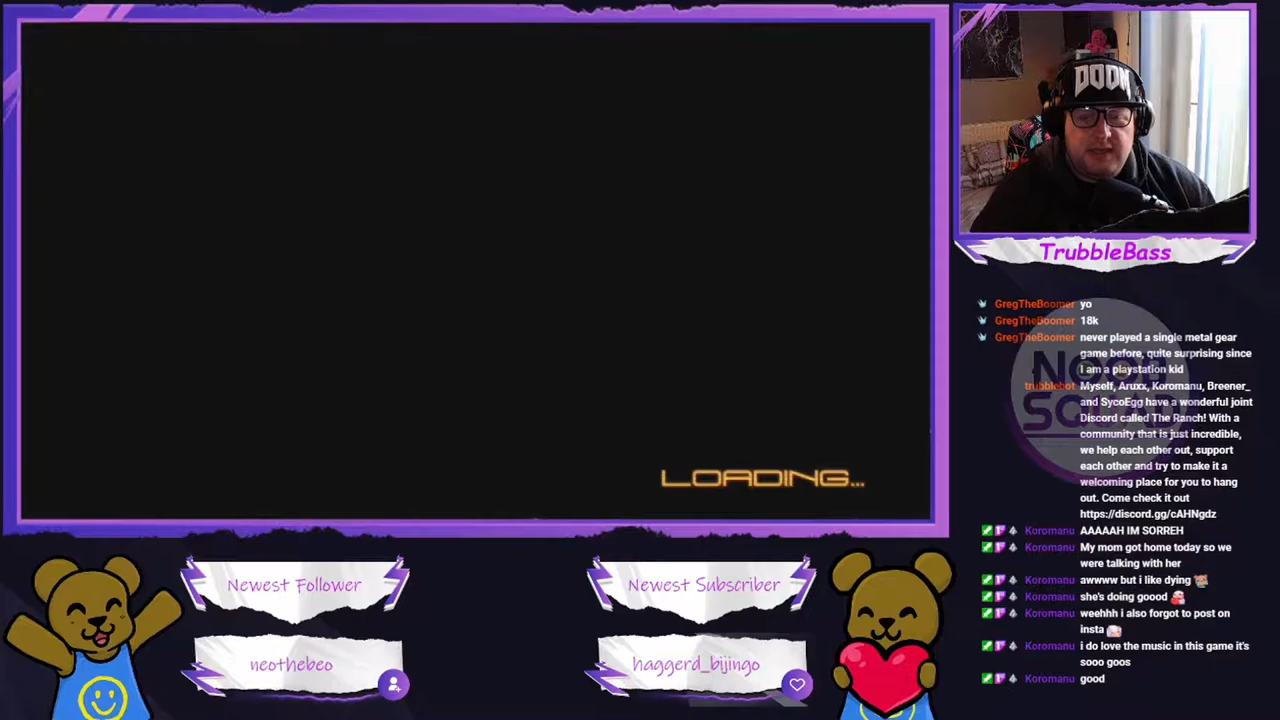 DOOM
TrubbleBass
GregTheBoomer yo
GregTheBoomer 18k
GregTheBoomer never played a single metal gear
game before, quite surprising since
I am a playstation kid
trubblebot Myself, Aruxx, Koromanu, Breener_
and SycoEgg have a wonderful joint
Discord called The Ranch! With a
community that is just incredible,
we help each other out, support
each other and try to make it a
welcoming place for you to hang
out. Come check it out
https://discord.gg/cAHNgdz
Koromanu AAAAAH IM SORREH
Koromanu My mom got home today so we
were talking with her
Koromanu awwww but i like dying
Koromanu she's doing goood
Koromanu weehhh i also forgot to post on
insta
Koromanu i do love the music in this game it's
sooo goos
Koromanu good
NOOB
SQUAD
LOADING...
Newest Follower
neothebeo
Newest Subscriber
haggerd_bijingo